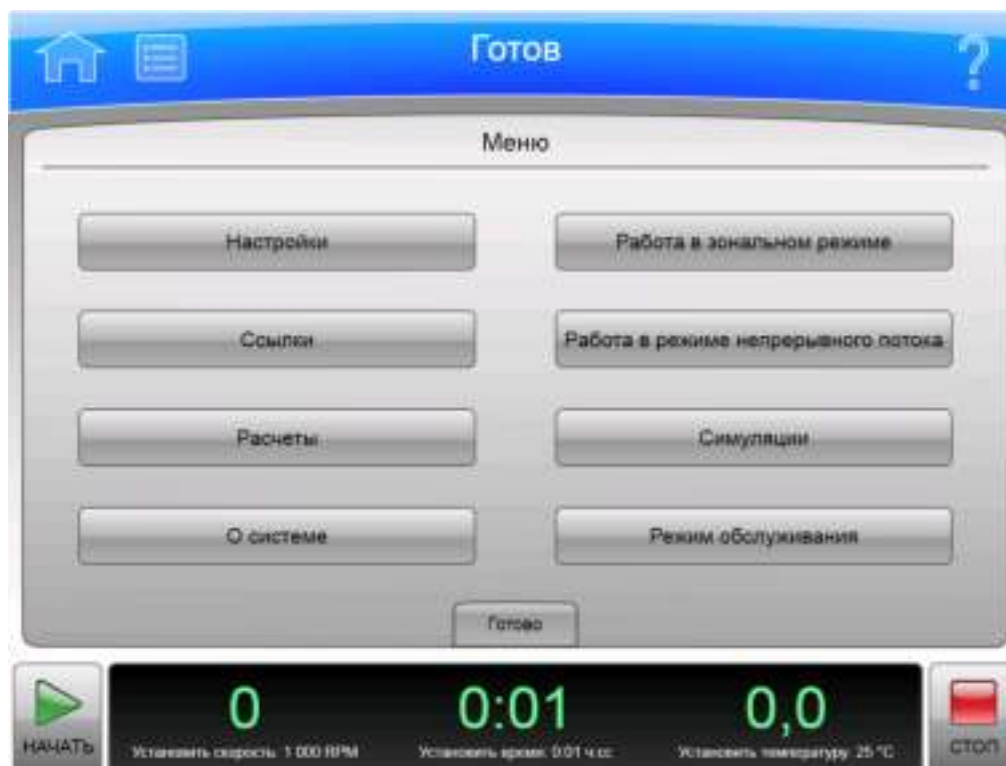 Готов
Меню
Настройки
Работа в зональном режиме
Ссылки
Работа в режиме непрерывного потока
Расчеты
Симуляции
О системе
Режим обслуживания
Готово
0
0:01
0,0
НАЧАТЬ
Установить скорость: 1 000 RPM
Установить время: 0:01 ч:cc
Установить температуру: 25 °C
СТОП